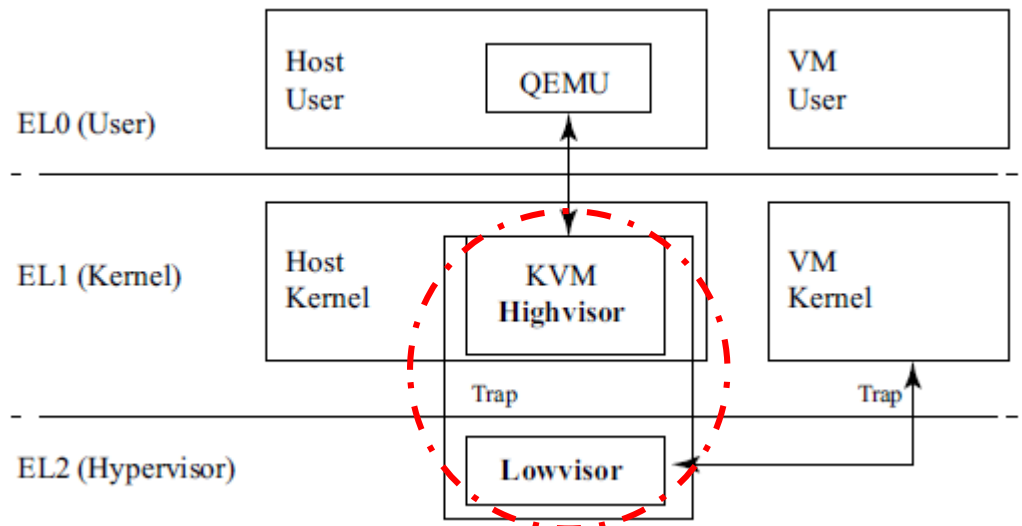 Host
User
QEMU
VM
User
EL0 (User)
EL1 (Kernel)
Host
Kernel
KVM
Highvisor
VM
Kernel
Trap
Trap
EL2 (Hypervisor)
Lowvisor